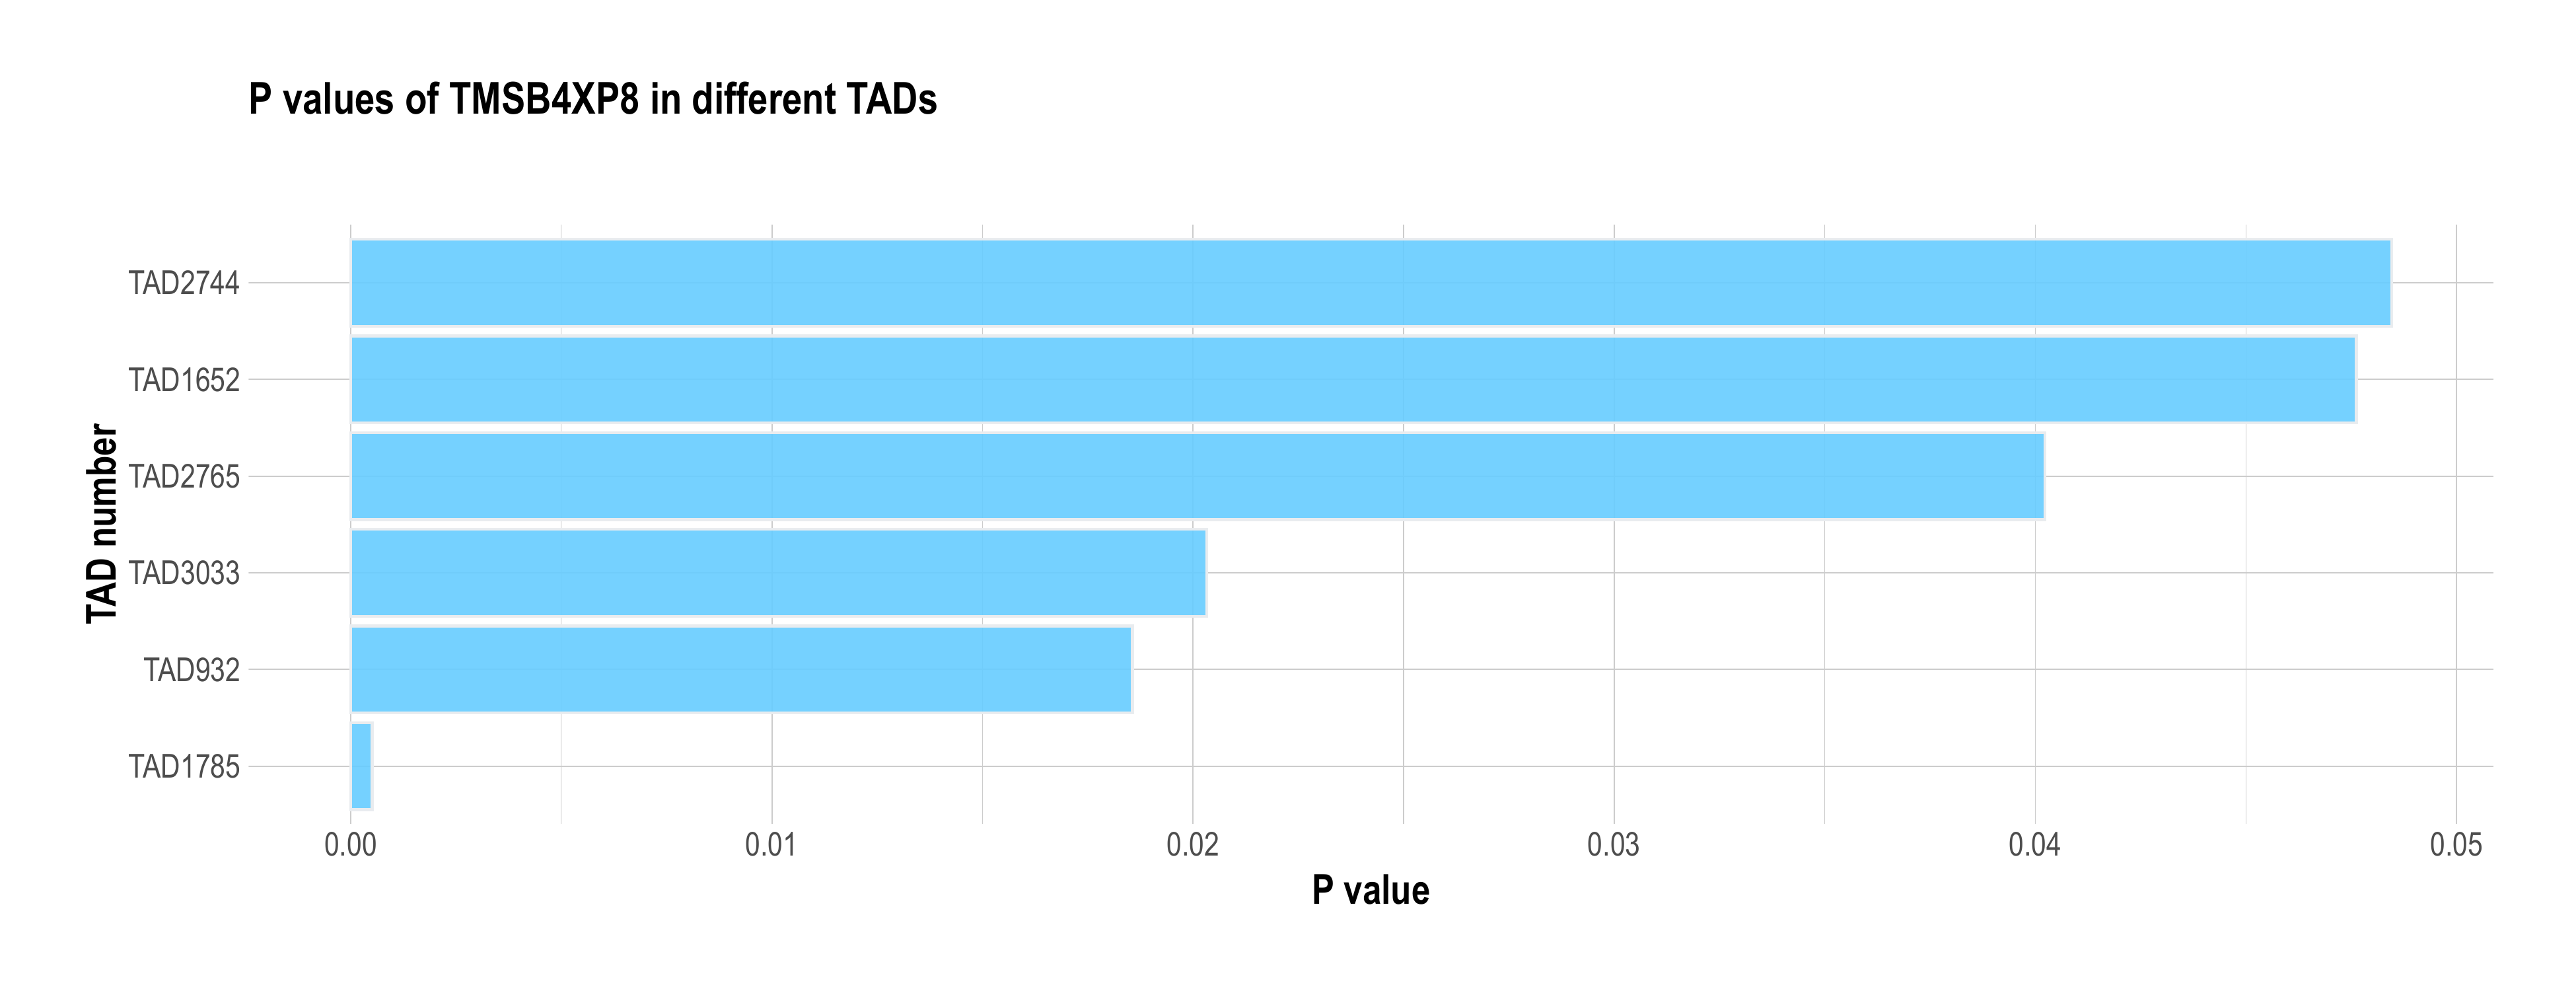 P values of TMSB4XP8 in different TADs
TAD number
TAD2744
TAD1652
TAD2765
TAD3033
TAD932
TAD1785
0.00 0.01 0.02 0.03 0.04 0.05
P value